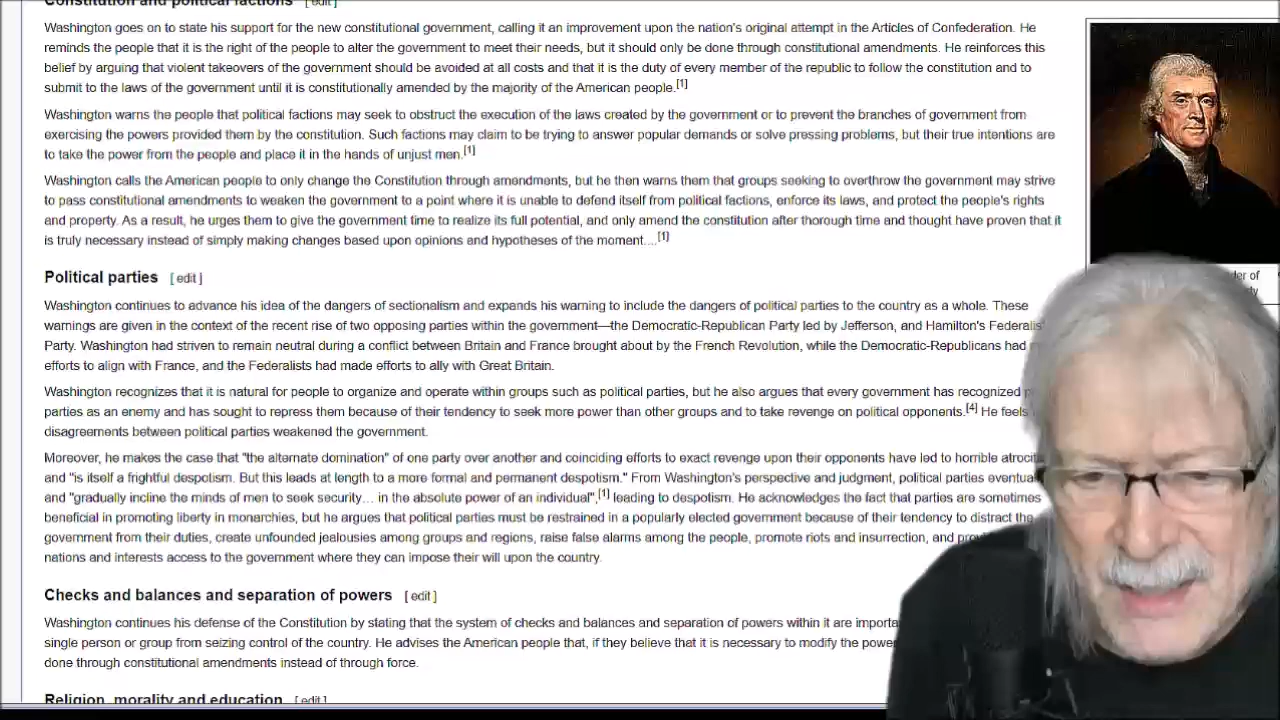 Constitution and political factions [ edit ]
Washington goes on to state his support for the new constitutional government, calling it an improvement upon the nation's original attempt in the Articles of Confederation. He
reminds the people that it is the right of the people to alter the government to meet their needs, but it should only be done through constitutional amendments. He reinforces this
belief by arguing that violent takeovers of the government should be avoided at all costs and that it is the duty of every member of the republic to follow the constitution and to
submit to the laws of the government until it is constitutionally amended by the majority of the American people.[1]
Washington warns the people that political factions may seek to obstruct the execution of the laws created by the government or to prevent the branches of government from
exercising the powers provided them by the constitution. Such factions may claim to be trying to answer popular demands or solve pressing problems, but their true intentions are
to take the power from the people and place it in the hands of unjust men.[1]
Washington calls the American people to only change the Constitution through amendments, but he then warns them that groups seeking to overthrow the government may strive
to pass constitutional amendments to weaken the government to a point where it is unable to defend itself from political factions, enforce its laws, and protect the people's rights
and property. As a result, he urges them to give the government time to realize its full potential, and only amend the constitution after thorough time and thought have proven that it
is truly necessary instead of simply making changes based upon opinions and hypotheses of the moment....[1]
der of
Political parties [ edit ]
Washington continues to advance his idea of the dangers of sectionalism and expands his warning to include the dangers of political parties to the country as a whole. These
warnings are given in the context of the recent rise of two opposing parties within the government—the Democratic-Republican Party led by Jefferson, and Hamilton's Federalis
Party. Washington had striven to remain neutral during a conflict between Britain and France brought about by the French Revolution, while the Democratic-Republicans had
efforts to align with France, and the Federalists had made efforts to ally with Great Britain.
Washington recognizes that it is natural for people to organize and operate within groups such as political parties, but he also argues that every government has recognized
parties as an enemy and has sought to repress them because of their tendency to seek more power than other groups and to take revenge on political opponents.[4] He feels
disagreements between political parties weakened the government.
Moreover, he makes the case that "the alternate domination" of one party over another and coinciding efforts to exact revenge upon their opponents have led to horrible atrociti
and "is itself a frightful despotism. But this leads at length to a more formal and permanent despotism." From Washington's perspective and judgment, political parties eventua
and "gradually incline the minds of men to seek security... in the absolute power of an individual",[1] leading to despotism. He acknowledges the fact that parties are sometimes
beneficial in promoting liberty in monarchies, but he argues that political parties must be restrained in a popularly elected government because of their tendency to distract the
government from their duties, create unfounded jealousies among groups and regions, raise false alarms among the people, promote riots and insurrection, and prov
nations and interests access to the government where they can impose their will upon the country.
Checks and balances and separation of powers [ edit ]
Washington continues his defense of the Constitution by stating that the system of checks and balances and separation of powers within it are importa
single person or group from seizing control of the country. He advises the American people that, if they believe that it is necessary to modify the power
done through constitutional amendments instead of through force.
Religion, morality and education [ edit ]